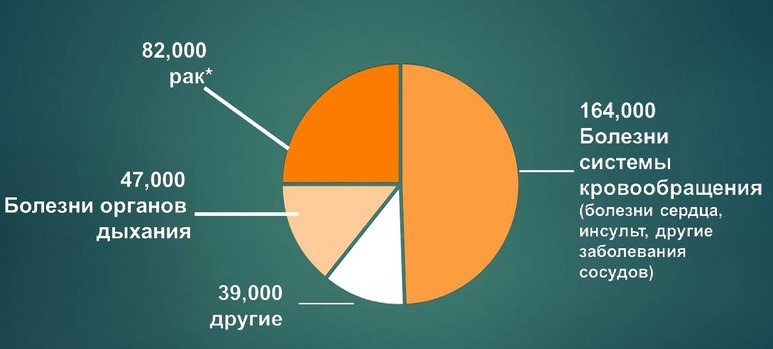 82,000
рак*
47,000
Болезни органов
дыхания
39,000
другие
164,000
Болезни
системы
кровообращения
(болезни сердца,
инсульт, другие
заболевания
сосудов)